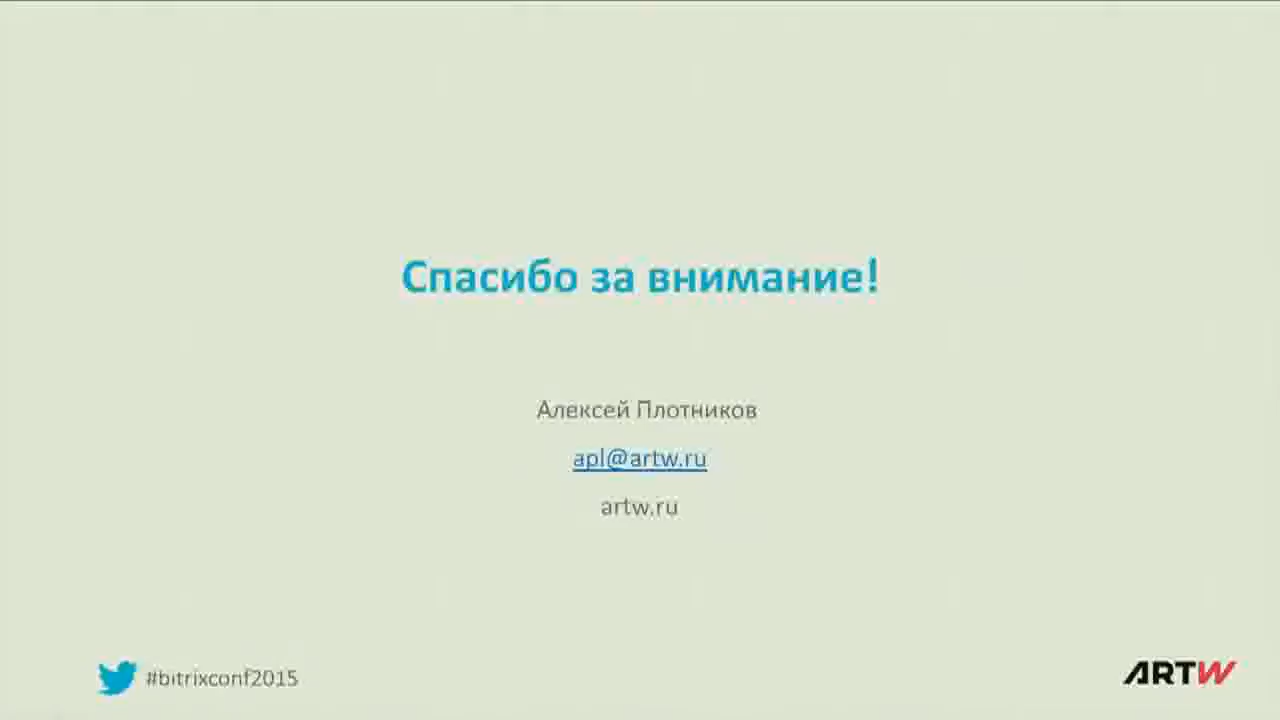 Спасибо за внимание!
Алексей Плотников
apl@artw.ru
artw.ru
#bitrixconf2015
ARTW